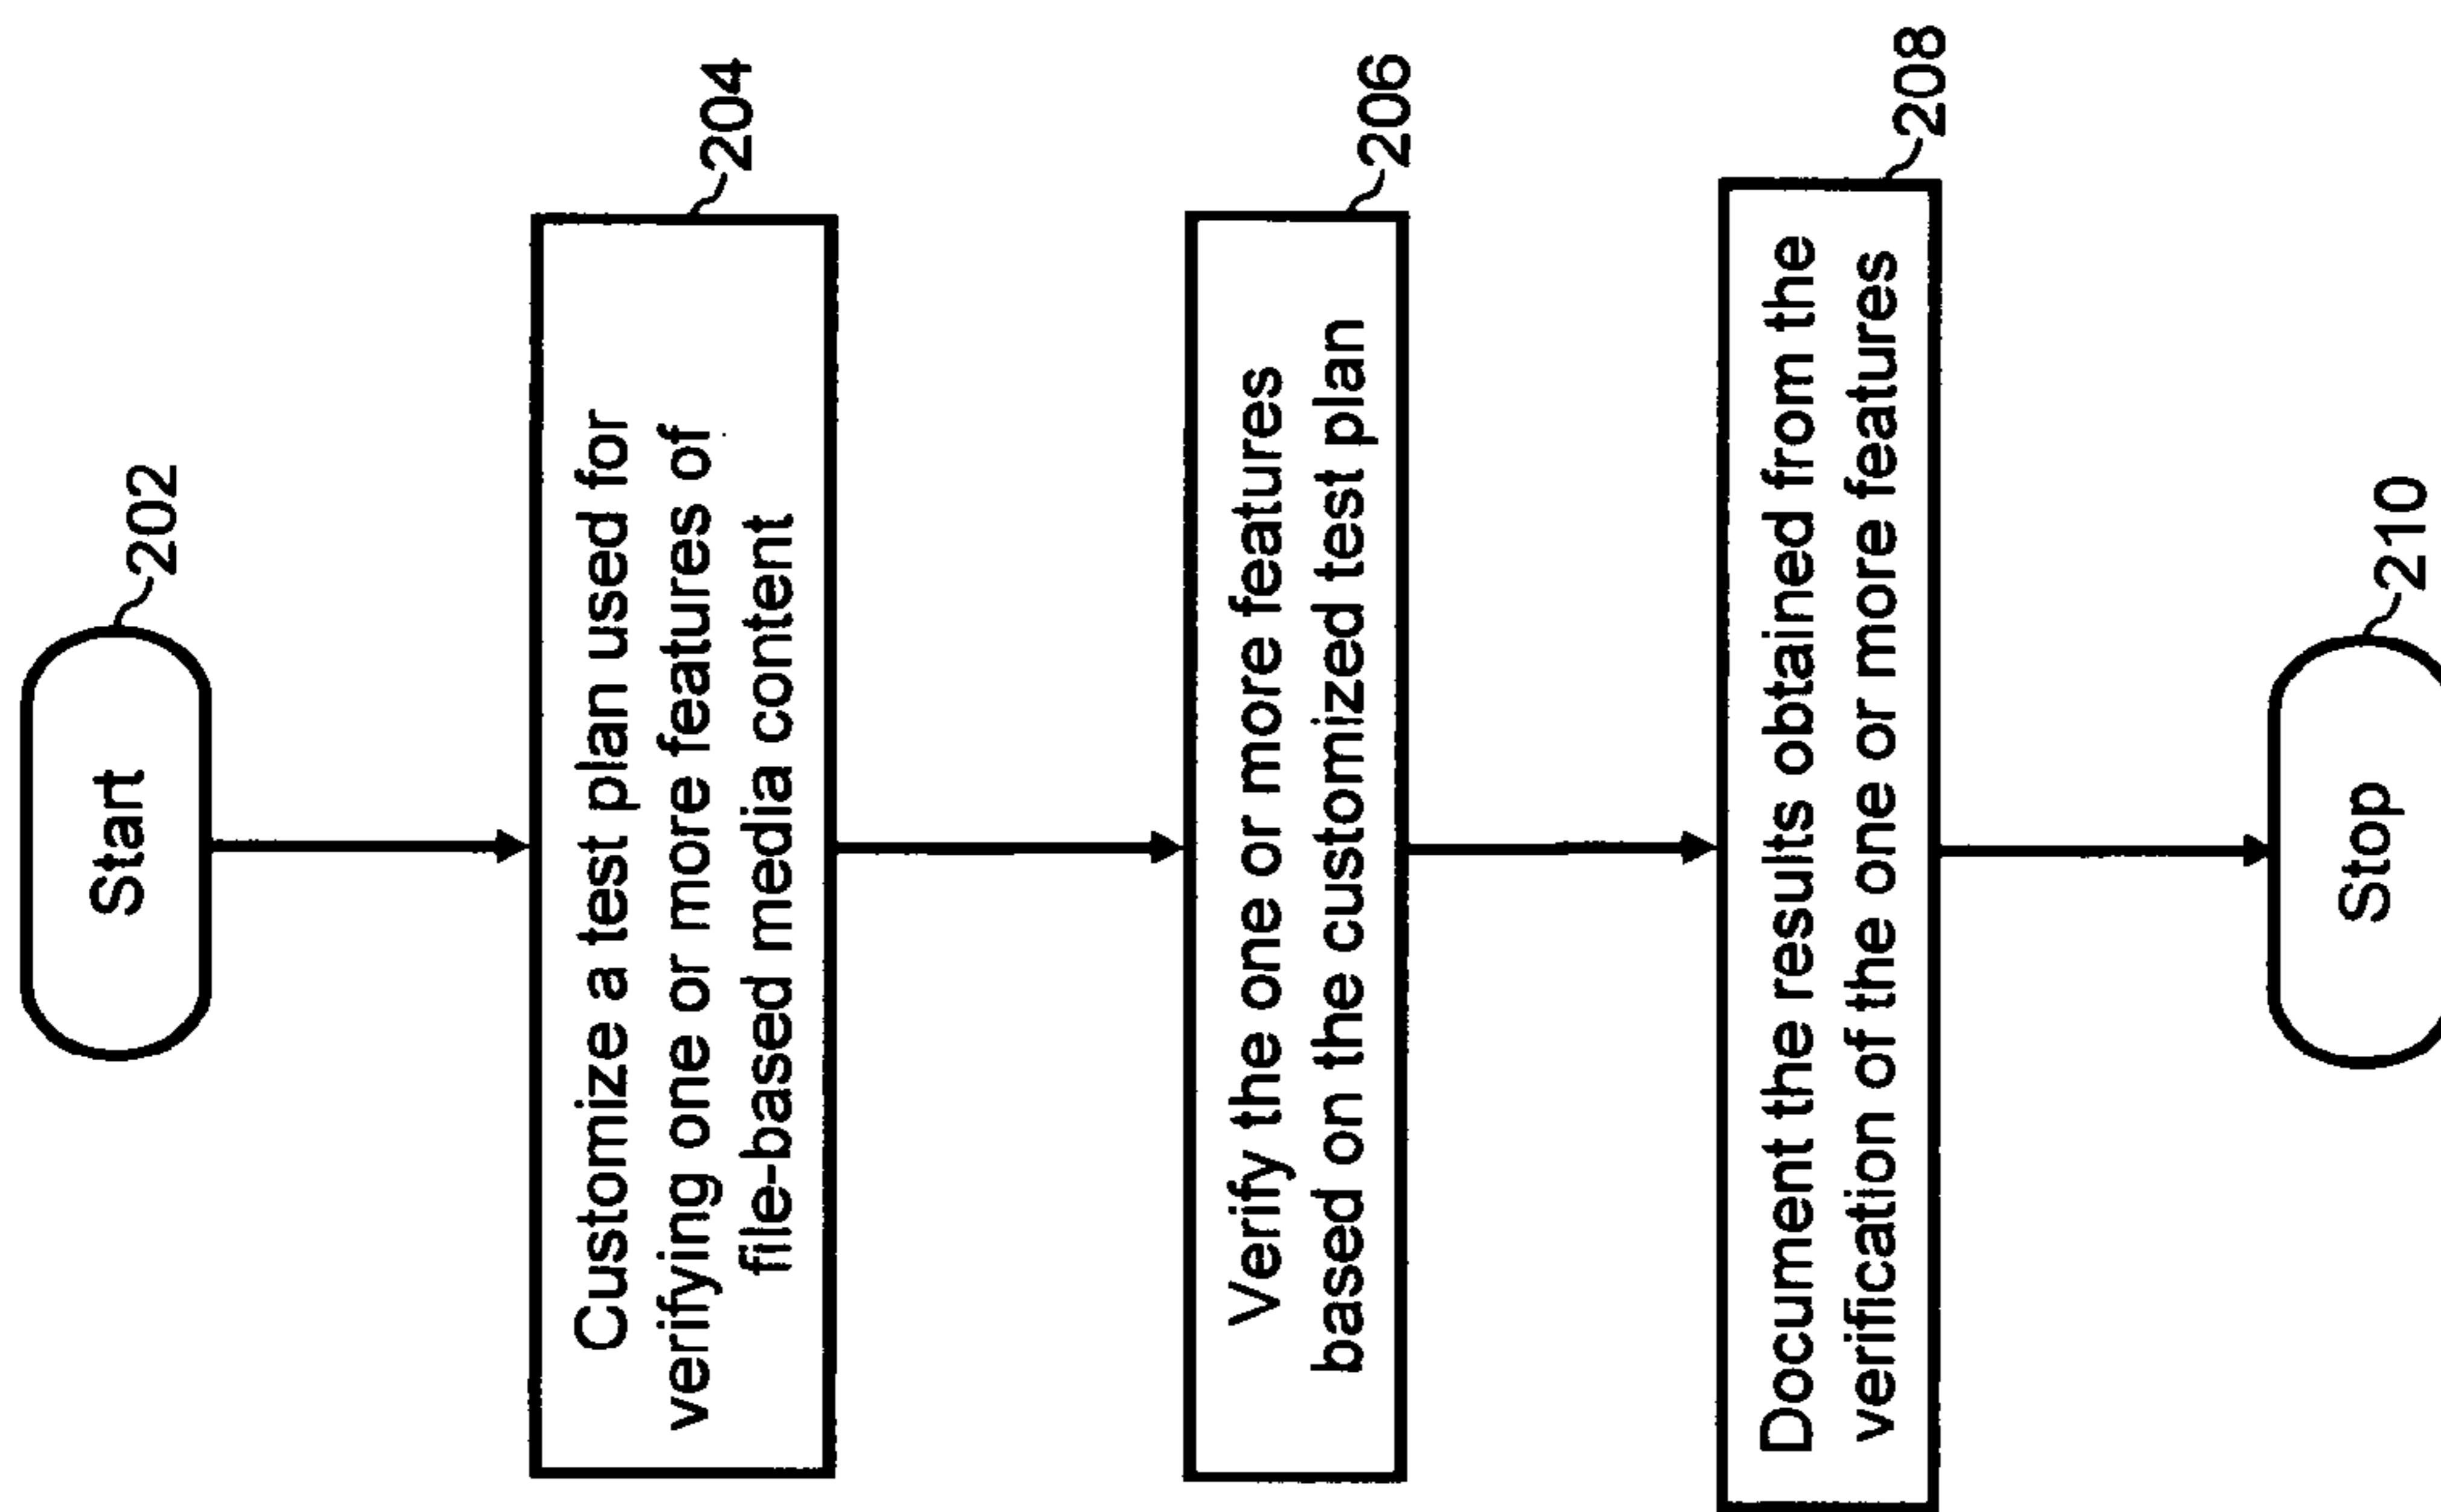 Start
202
Customize a test plan used for
verifying one or more features of
file-based media content
204
Verify the one or more features
based on the customized test plan
206
Document the results obtained from the
verification of the one or more features
208
Stop
210